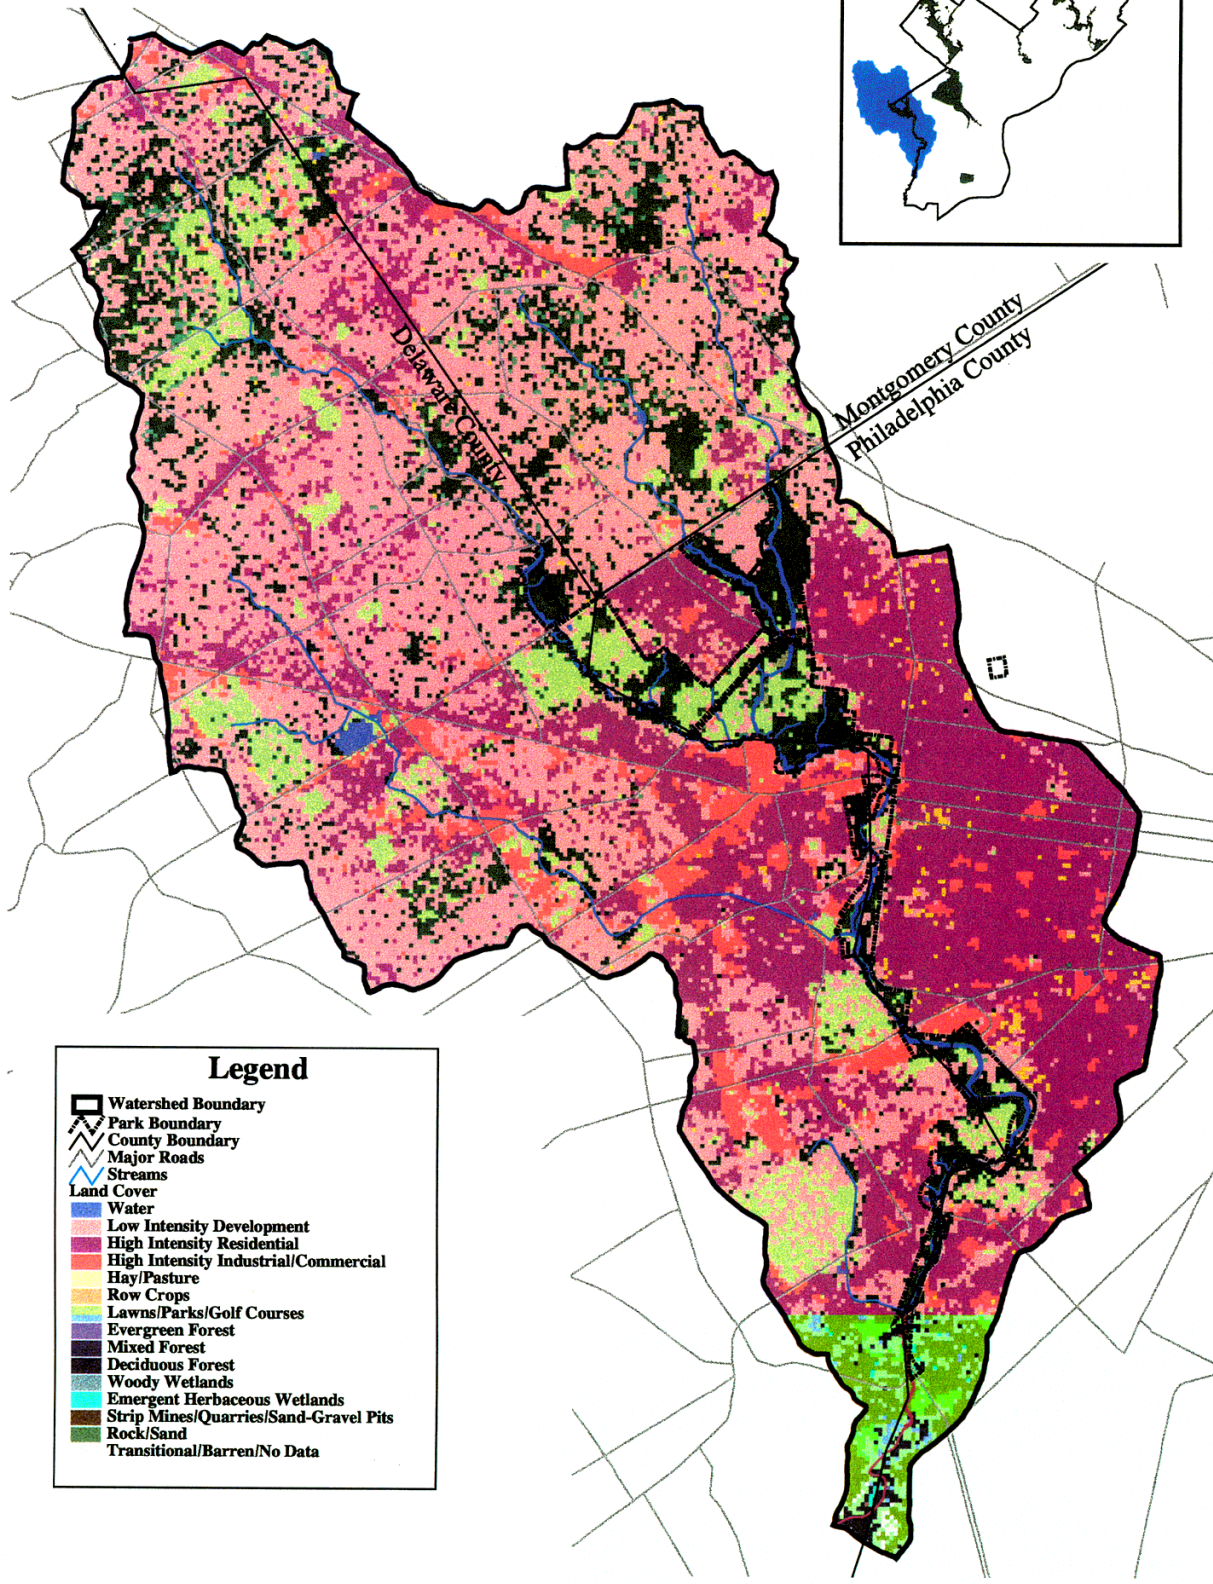 Montgomery County
Philadelphia County
Delaware County
Legend
Watershed Boundary
Park Boundary
County Boundary
Major Roads
Streams
Land Cover
Water
Low Intensity Development
High Intensity Residential
High Intensity Industrial/Commercial
Hay/Pasture
Row Crops
Lawns/Parks/Golf Courses
Evergreen Forest
Mixed Forest
Deciduous Forest
Woody Wetlands
Emergent Herbaceous Wetlands
Strip Mines/Quarries/Sand-Gravel Pits
Rock/Sand
Transitional/Barren/No Data